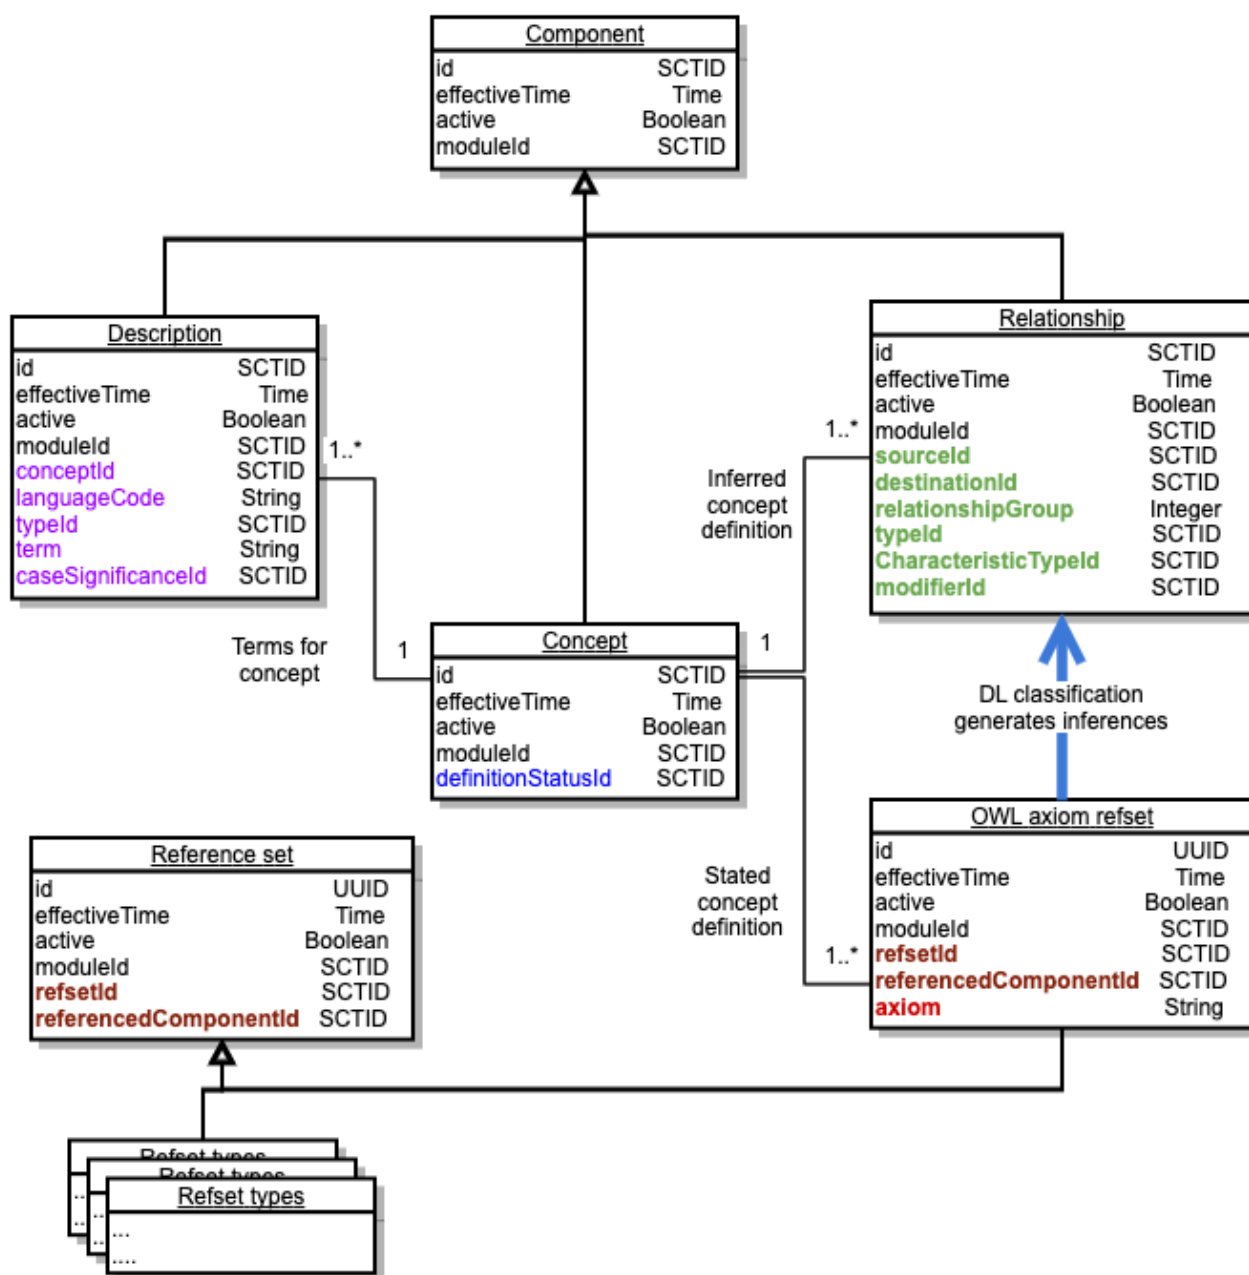 Component
id SCTID
effectiveTime Time
active Boolean
moduleId SCTID
Description
id SCTID
effectiveTime Time
active Boolean
moduleId SCTID
conceptId SCTID
languageCode String
typeId SCTID
term String
caseSignificanceId SCTID
1..*
Terms for
concept
1
Relationship
id SCTID
effectiveTime Time
active Boolean
moduleId SCTID
sourceId SCTID
destinationId SCTID
relationshipGroup Integer
typeId SCTID
CharacteristicTypeId SCTID
modifierId SCTID
1..*
Inferred
concept
definition
1
Concept
id SCTID
effectiveTime Time
active Boolean
moduleId SCTID
definitionStatusId SCTID
DL classification
generates inferences
Stated
concept
definition
1..*
OWL axiom refset
id UUID
effectiveTime Time
active Boolean
moduleId SCTID
refsetId SCTID
referencedComponentId SCTID
axiom String
Reference set
id UUID
effectiveTime Time
active Boolean
moduleId SCTID
refsetId SCTID
referencedComponentId SCTID
Refset types
..
..
Refset types
..
..
Refset types
...
....